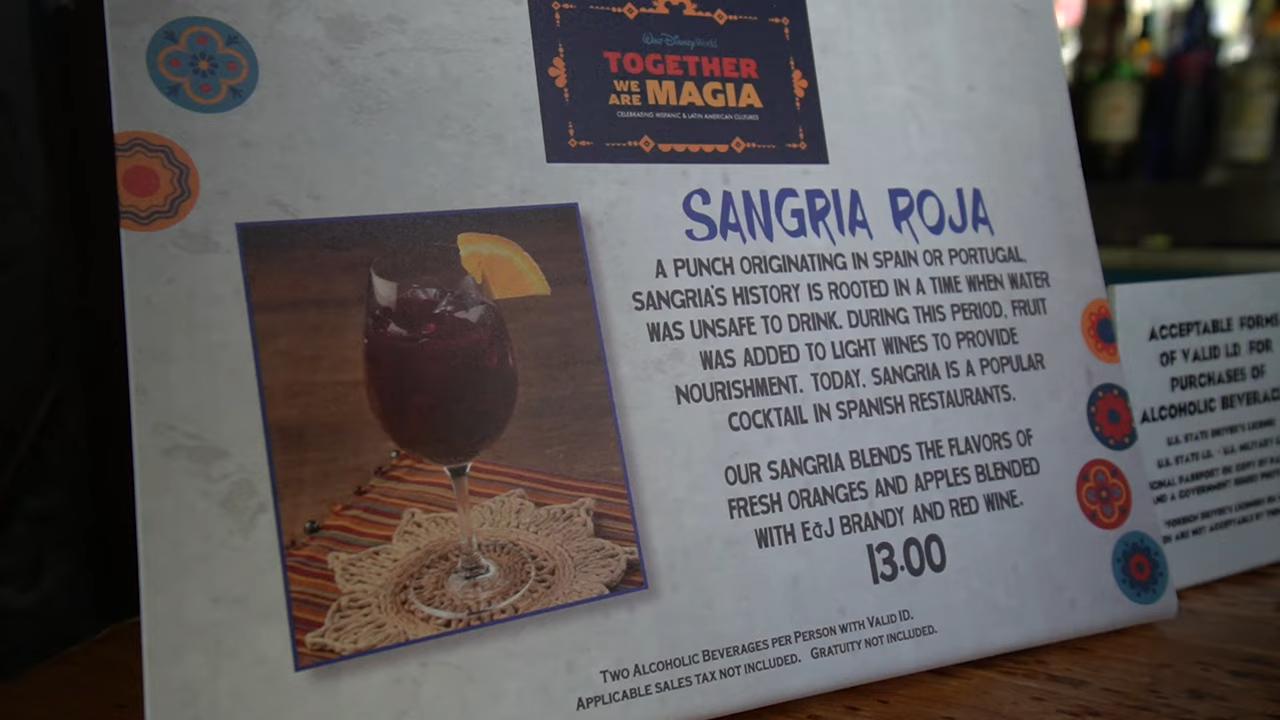 Walt Disney World
TOGETHER
WE ARE MAGIA
CELEBRATING HISPANIC & LATIN AMERICAN CULTURES
SANGRIA ROJA
A PUNCH ORIGINATING IN SPAIN OR PORTUGAL,
SANGRIA'S HISTORY IS ROOTED IN A TIME WHEN WATER
WAS UNSAFE TO DRINK. DURING THIS PERIOD, FRUIT
WAS ADDED TO LIGHT WINES TO PROVIDE
NOURISHMENT. TODAY, SANGRIA IS A POPULAR
COCKTAIL IN SPANISH RESTAURANTS.
OUR SANGRIA BLENDS THE FLAVORS OF
FRESH ORANGES AND APPLES BLENDED
WITH E&J BRANDY AND RED WINE.
13.00
TWO ALCOHOLIC BEVERAGES PER PERSON WITH VALID ID.
APPLICABLE SALES TAX NOT INCLUDED. GRATUITY NOT INCLUDED.
ACCEPTABLE FORMS
OF VALID I.D. FOR
PURCHASES OF
ALCOHOLIC
U.S. STATE DRIVER'S LICENSE
U.S. STATE I.D. - U.S. MILITARY